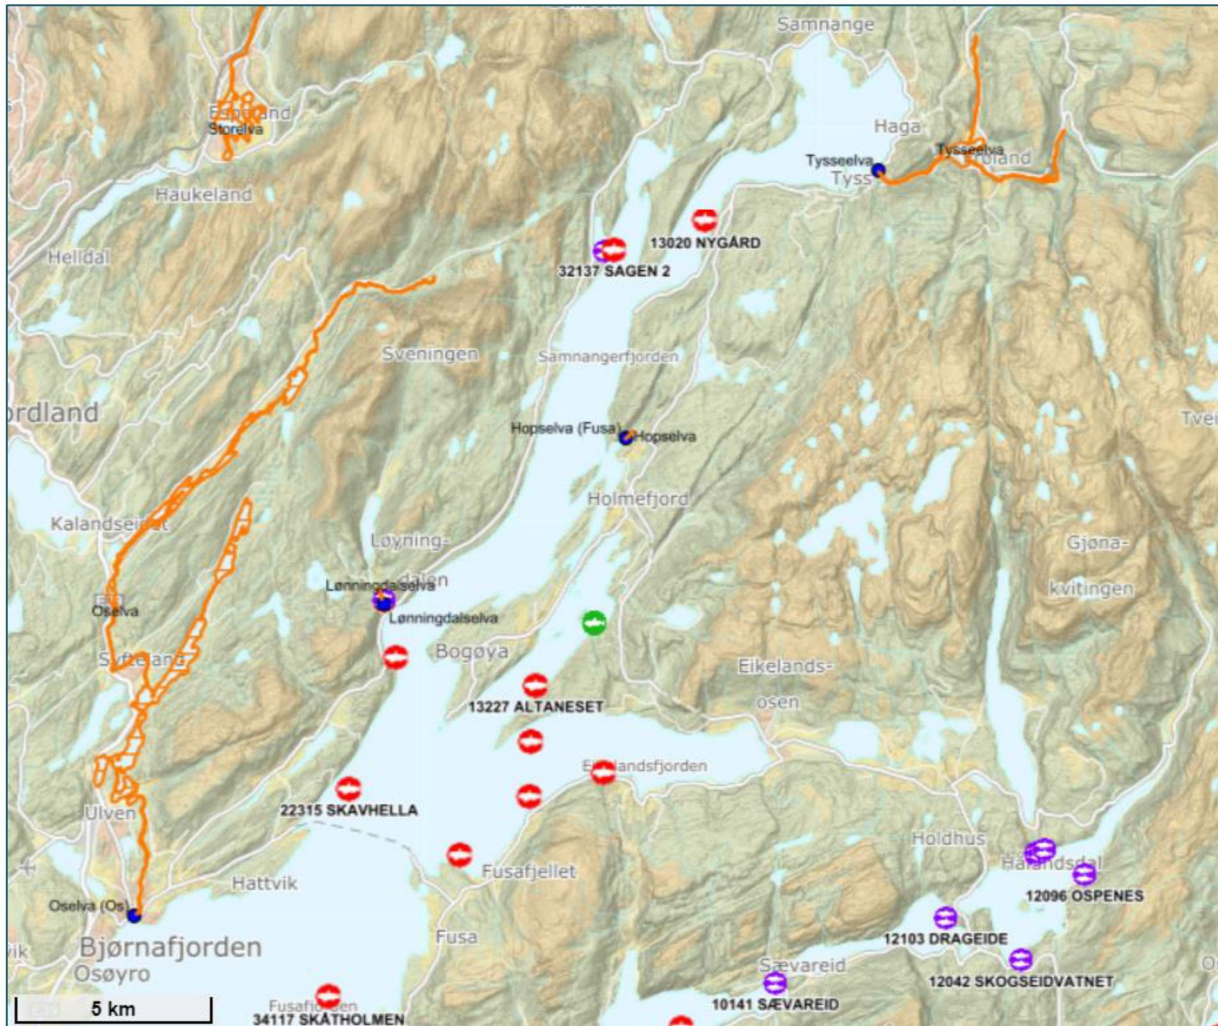 Samnange
Espeland
Storelva
Haga
Tysseelva
Tysseelva
Tyss
Haukeland
13020 NYGÅRD
Helldal
32137 SAGEN 2
Sveningen
Samnangerfjorden
ordland
Hopselva (Fusa)
Hopselva
Holmefjord
Kalandseidet
Løyning-
dalen
Gjøna-
kvitingen
Lønningdalselva
Lønningdalselva
Oselva
Bogøya
Syfteland
Eikelands-
osen
13227 ALTANESET
Eikelandsfjorden
22315 SKAVHELLA
Ulven
Holdhus
Hålandsdal
Hattvik
Fusafjellet
12096 OSPENES
Oselva (Os)
Fusa
12103 DRAGEIDE
Bjørnafjorden
Osøyro
Sævareid
12042 SKOGSEIDVATNET
10141 SÆVAREID
5 km
Fusafjorden
34117 SKÅTHOLMEN